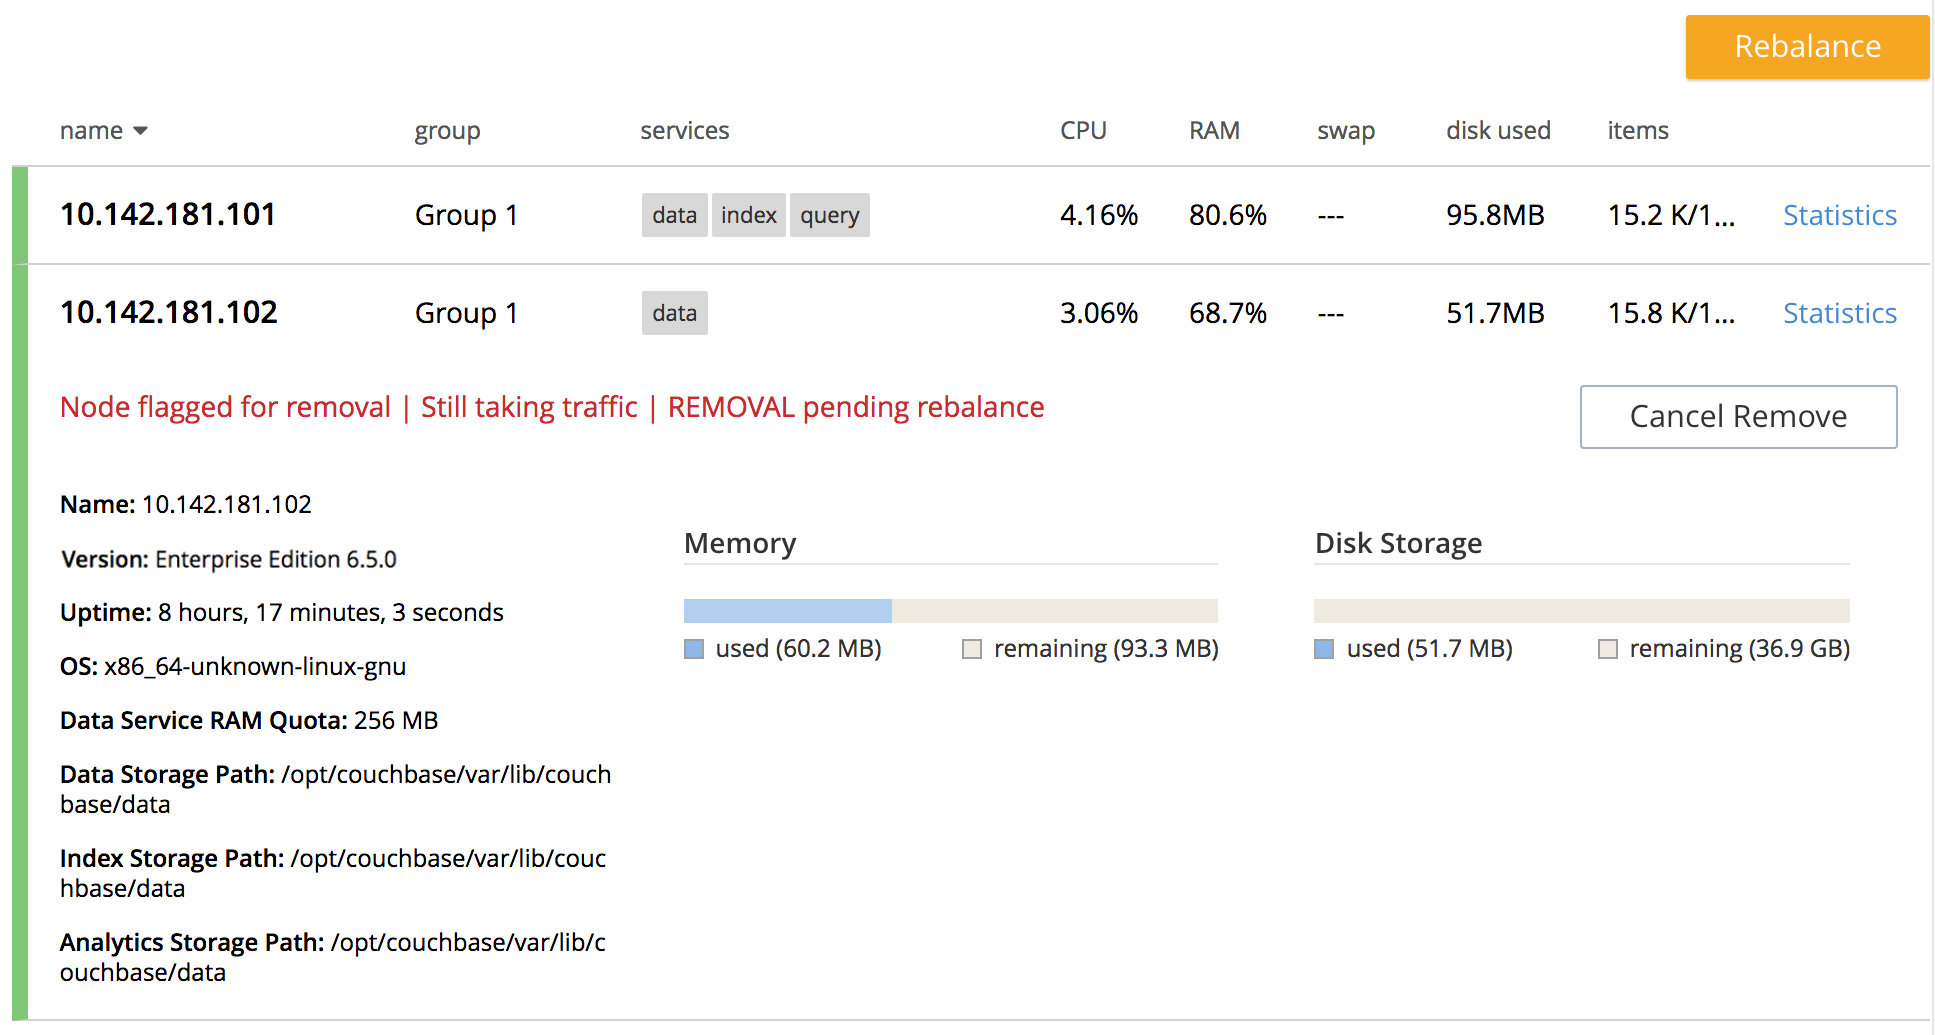 Rebalance
name group services CPU RAM swap disk used items
10.142.181.101 Group 1 data index query 4.16% 80.6% --- 95.8MB 15.2 K/1... Statistics
10.142.181.102 Group 1 data 3.06% 68.7% --- 51.7MB 15.8 K/1... Statistics
Node flagged for removal | Still taking traffic | REMOVAL pending rebalance Cancel Remove
Name: 10.142.181.102
Version: Enterprise Edition 6.5.0
Uptime: 8 hours, 17 minutes, 3 seconds
OS: x86_64-unknown-linux-gnu
Data Service RAM Quota: 256 MB
Data Storage Path: /opt/couchbase/var/lib/couch
base/data
Index Storage Path: /opt/couchbase/var/lib/couc
hbase/data
Analytics Storage Path: /opt/couchbase/var/lib/c
ouchbase/data
Memory
used (60.2 MB) remaining (93.3 MB)
Disk Storage
used (51.7 MB) remaining (36.9 GB)